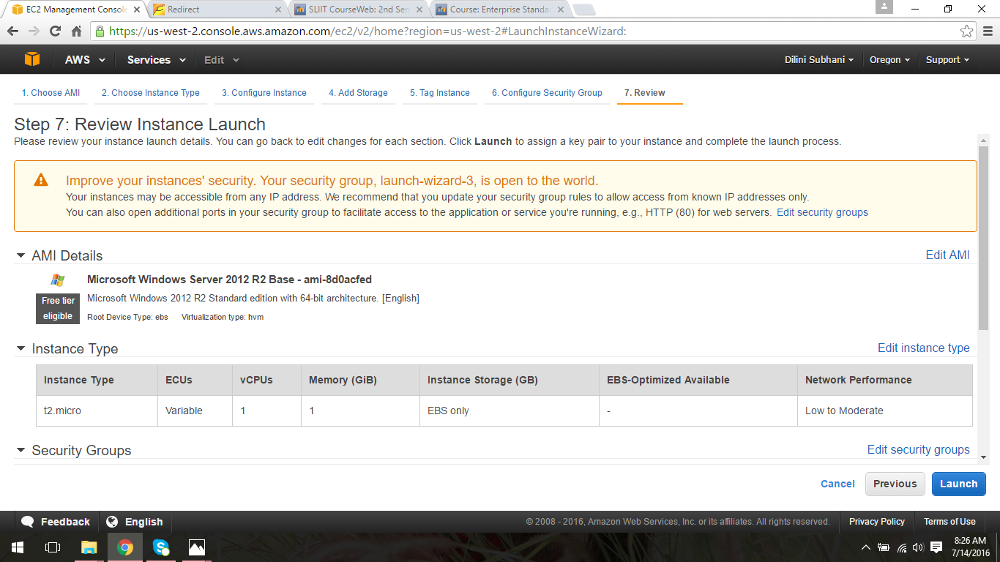 EC2 Management Console
Redirect
SLIIT CourseWeb: 2nd Sem
Course: Enterprise Standa
https://us-west-2.console.aws.amazon.com/ec2/v2/home?region=us-west-2#LaunchInstanceWizard:
AWS Services Edit Dilini Subhani Oregon Support
1. Choose AMI 2. Choose Instance Type 3. Configure Instance 4. Add Storage 5. Tag Instance 6. Configure Security Group 7. Review
Step 7: Review Instance Launch
Please review your instance launch details. You can go back to edit changes for each section. Click Launch to assign a key pair to your instance and complete the launch process.
Improve your instances' security. Your security group, launch-wizard-3, is open to the world.
Your instances may be accessible from any IP address. We recommend that you update your security group rules to allow access from known IP addresses only.
You can also open additional ports in your security group to facilitate access to the application or service you're running, e.g., HTTP (80) for web servers. Edit security groups
AMI Details Edit AMI
Microsoft Windows Server 2012 R2 Base - ami-8d0acfed
Free tier eligible
Microsoft Windows 2012 R2 Standard edition with 64-bit architecture. [English]
Root Device Type: ebs Virtualization type: hvm
Instance Type Edit instance type
Instance Type ECUs vCPUs Memory (GiB) Instance Storage (GB) EBS-Optimized Available Network Performance
t2.micro Variable 1 1 EBS only - Low to Moderate
Security Groups Edit security groups
Cancel Previous Launch
Feedback English © 2008 - 2016, Amazon Web Services, Inc. or its affiliates. All rights reserved. Privacy Policy Terms of Use
8:26 AM
7/14/2016